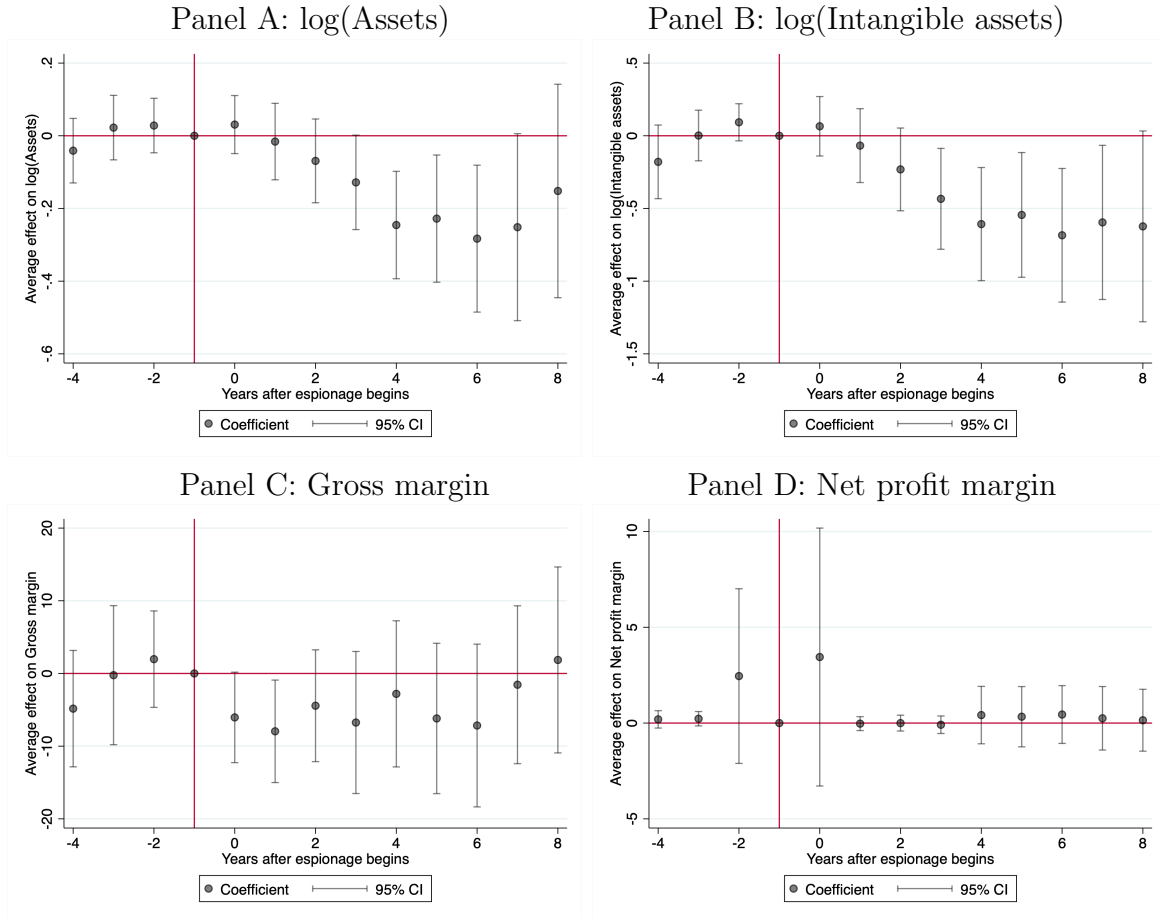 Panel A: log(Assets)
Average effect on log(Assets)
.2
0
-.2
-.4
-.6
-4 -2 0 2 4 6 8
Years after espionage begins
Coefficient 95% CI
Panel B: log(Intangible assets)
Average effect on log(Intangible assets)
.5
0
-.5
-1
-1.5
-4 -2 0 2 4 6 8
Years after espionage begins
Coefficient 95% CI
Panel C: Gross margin
Average effect on Gross margin
20
10
0
-10
-20
-4 -2 0 2 4 6 8
Years after espionage begins
Coefficient 95% CI
Panel D: Net profit margin
Average effect on Net profit margin
10
5
0
-5
-4 -2 0 2 4 6 8
Years after espionage begins
Coefficient 95% CI